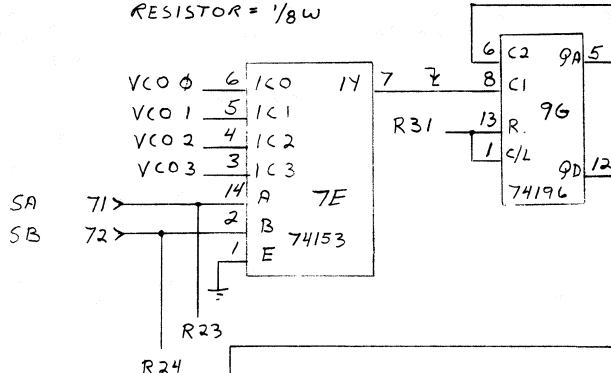 RESISTOR = 1/8 W
VCO 0 6 1C0 1Y 7 Z 8 C1
6 C2 QA 5
VCO 1 5 1C1
VCO 2 4 1C2
VCO 3 3 1C3
R31 13 R 9G
1 C/L QD 12
74196
SA 71 14 A 7E
SB 72 2 B 74153
1 E
R23
R24